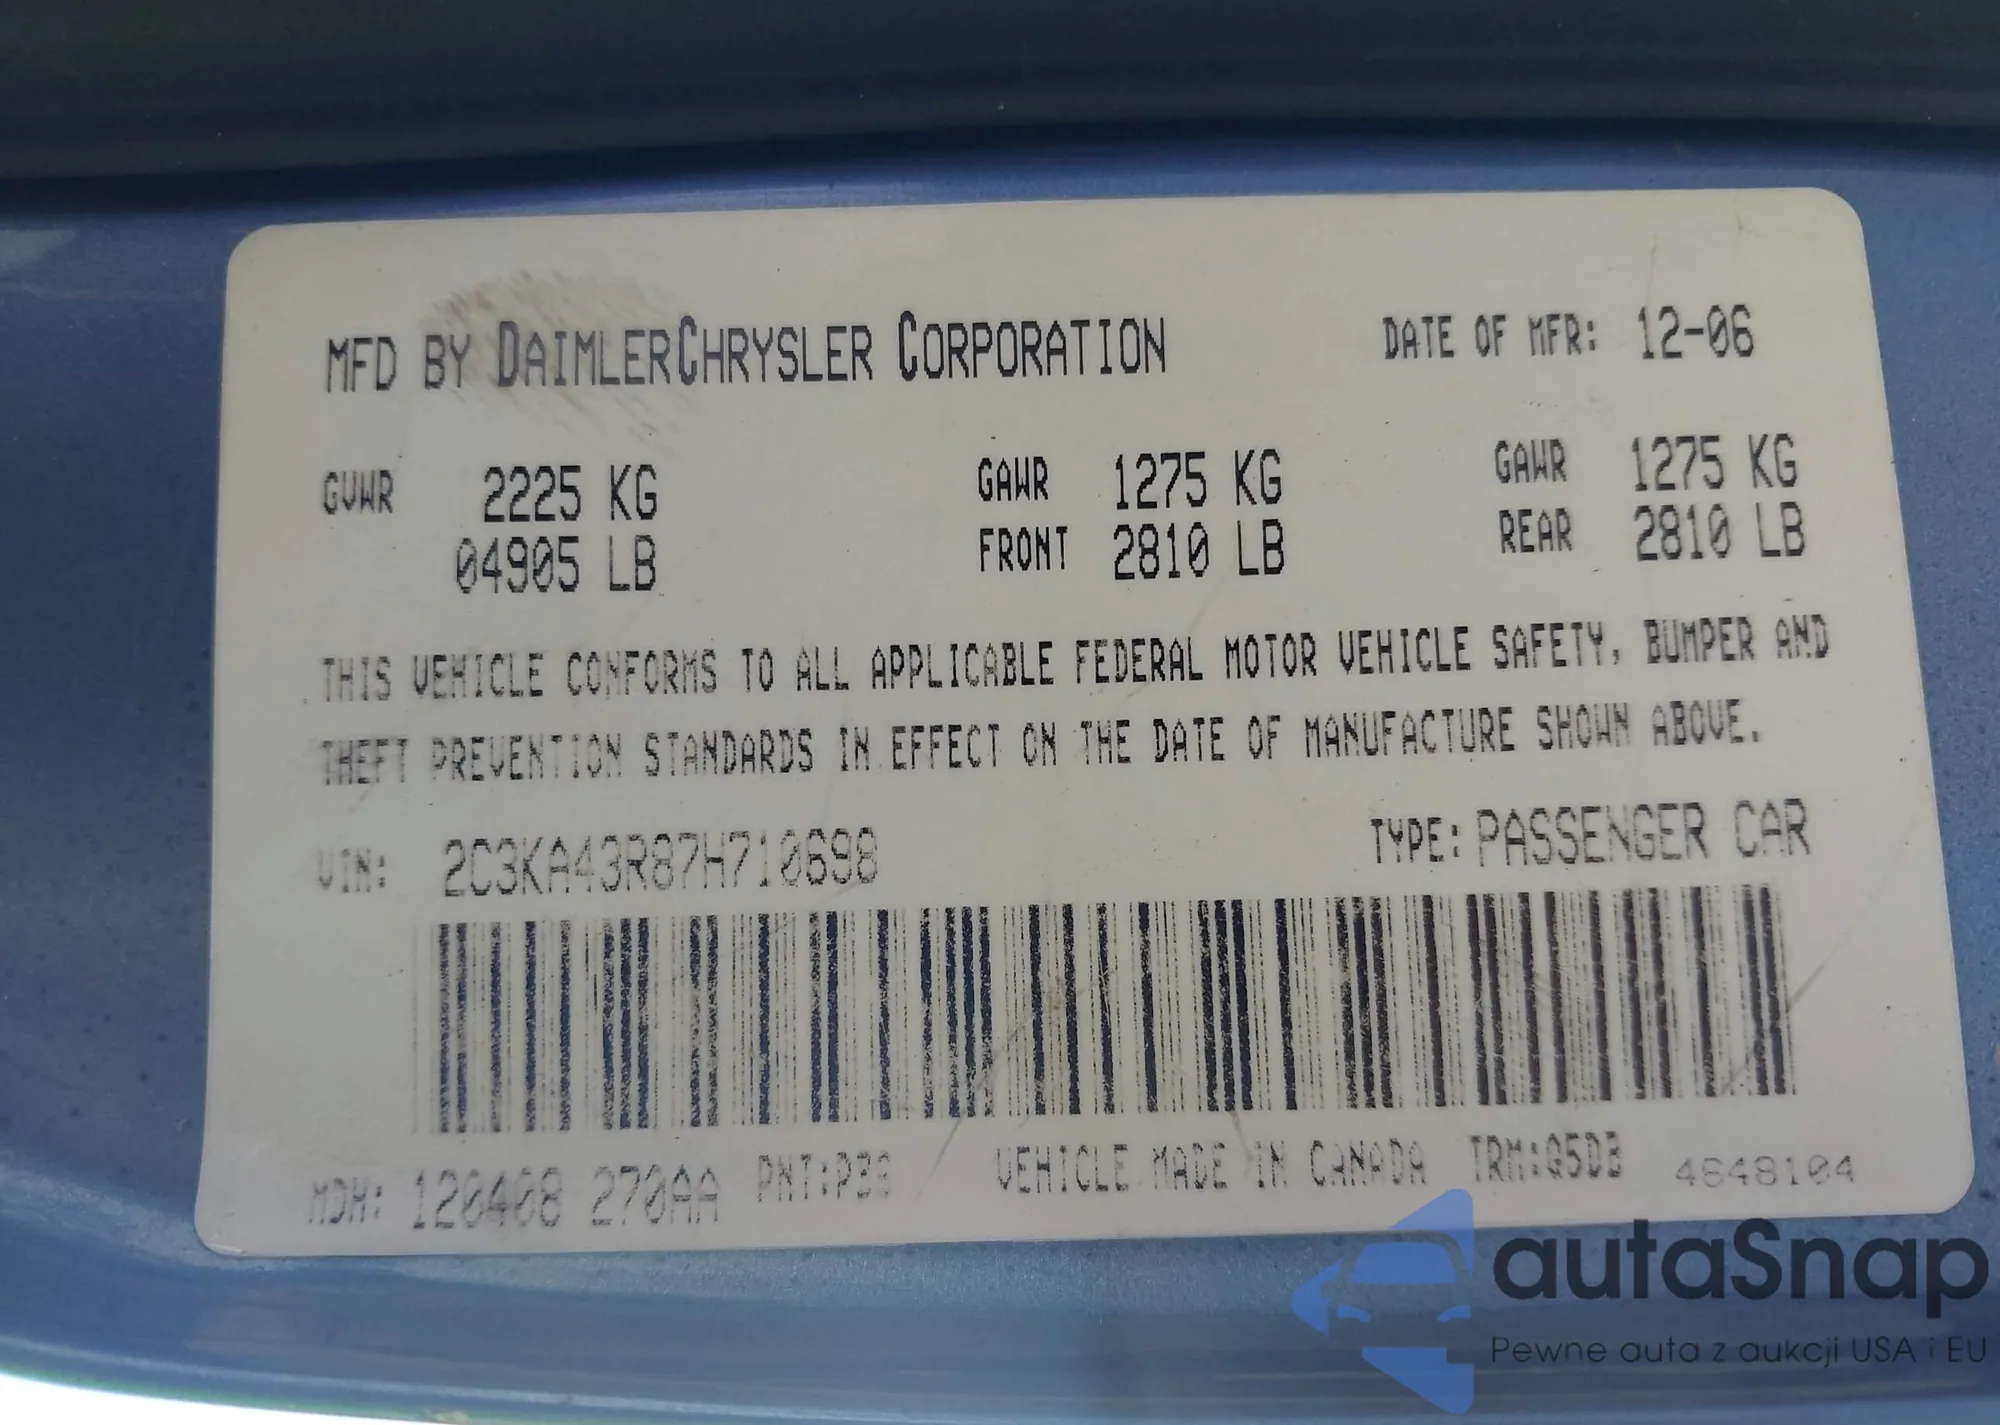 MFD BY DAIMLERCHRYSLER CORPORATION DATE OF MFR: 12-06
GVWR 2225 KG GAWR 1275 KG GAWR 1275 KG
04905 LB FRONT 2810 LB REAR 2810 LB
THIS VEHICLE CONFORMS TO ALL APPLICABLE FEDERAL MOTOR VEHICLE SAFETY, BUMPER AND
THEFT PREVENTION STANDARDS IN EFFECT ON THE DATE OF MANUFACTURE SHOWN ABOVE.
VIN: 2C3KA43R87H710698 TYPE: PASSENGER CAR
MDH: 120408 270AA VEHICLE MADE IN CANADA 4648104
autaSnap
Pewne auta z aukcji USA i EU